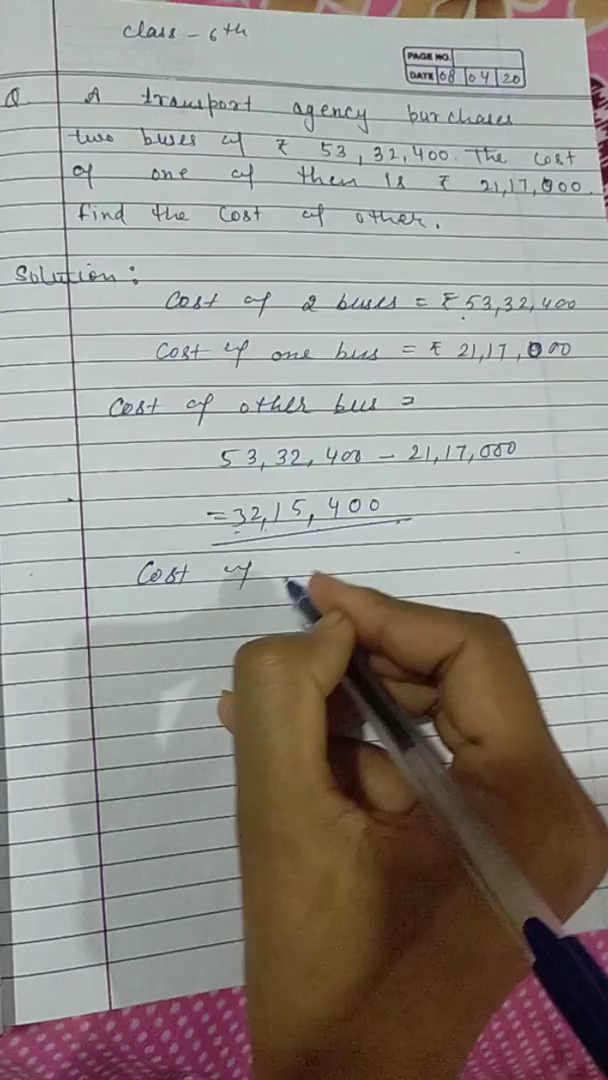 class - 6th
PAGE NO.
DATE 08 04 20
Q A transport agency purchases
two buses of ₹ 53,32,400. The cost
of one of then is ₹ 21,17,000.
find the cost of other.
Solution:
Cost of 2 buses = ₹ 53,32,400
Cost of one bus = ₹ 21,17,000
Cost of other bus =
53,32,400 - 21,17,000
= 32,15,400
Cost of